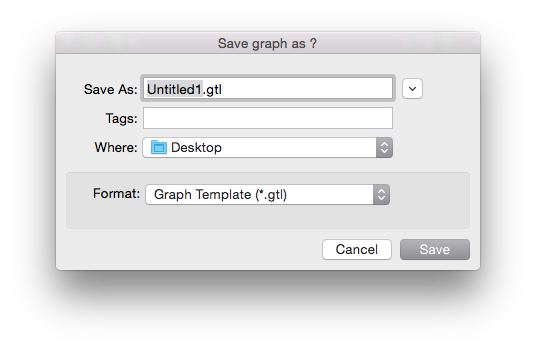 Save graph as ?
Save As: Untitled1.gtl
Tags:
Where: Desktop
Format: Graph Template (*.gtl)
Cancel Save